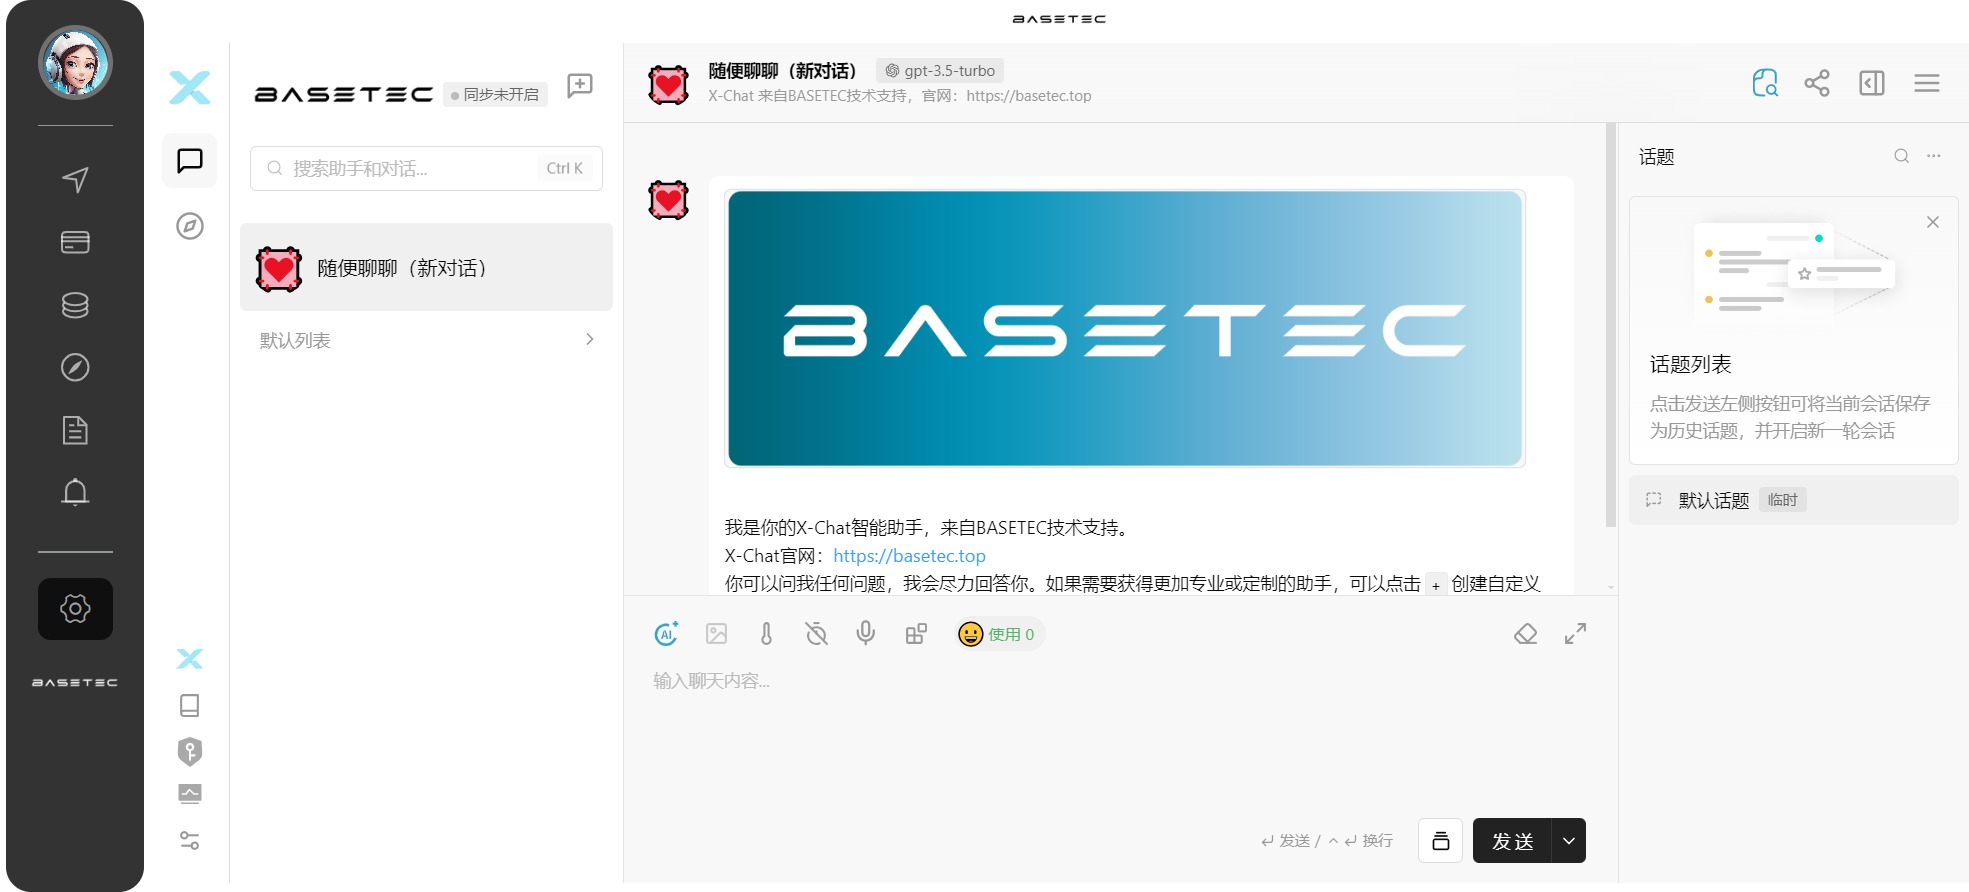 BASETEC
BASETEC
同步未开启
搜索助手和对话...
Ctrl K
随便聊聊（新对话）
默认列表
BASETEC
随便聊聊（新对话）
gpt-3.5-turbo
X-Chat 来自BASETEC技术支持，官网：https://basetec.top
BASETEC
我是你的X-Chat智能助手，来自BASETEC技术支持。
X-Chat官网：https://basetec.top
你可以问我任何问题，我会尽力回答你。如果需要获得更加专业或定制的助手，可以点击 + 创建自定义
AI
使用 0
输入聊天内容...
↵ 发送 / ^ ↵ 换行
发 送
话题
话题列表
点击发送左侧按钮可将当前会话保存
为历史话题，并开启新一轮会话
默认话题
临时